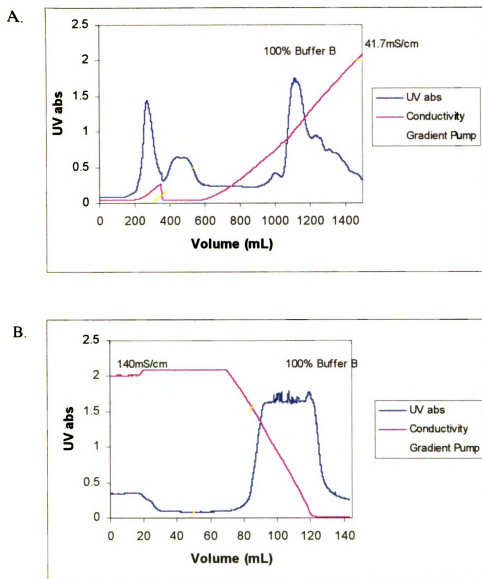 A.
100% Buffer B
41.7mS/cm
UV abs
2.5
2
1.5
1
0.5
0
0 200 400 600 800 1000 1200 1400
Volume (mL)
UV abs
Conductivity
Gradient Pump
B.
140mS/cm
100% Buffer B
UV abs
2.5
2
1.5
1
0.5
0
0 20 40 60 80 100 120 140
Volume (mL)
UV abs
Conductivity
Gradient Pump